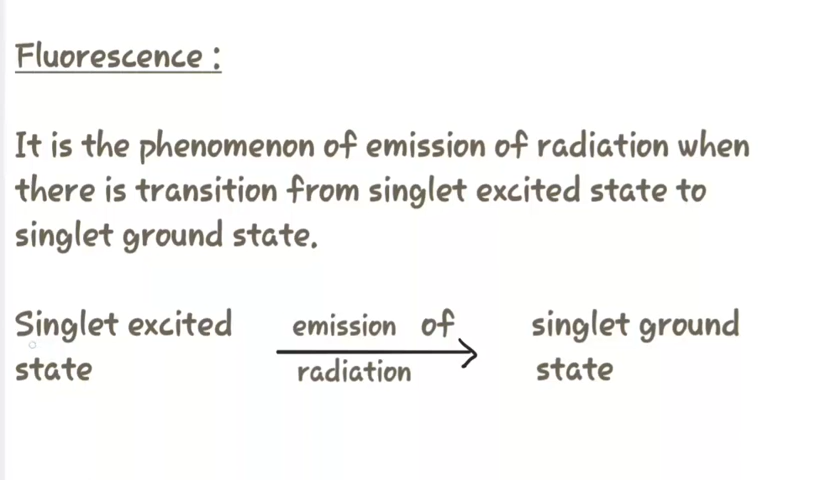 Fluorescence :
It is the phenomenon of emission of radiation when
there is transition from singlet excited state to
singlet ground state.
Singlet excited emission of singlet ground
state radiation state